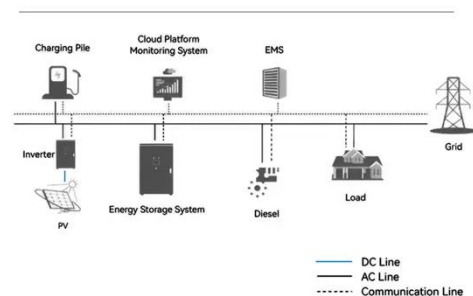 Charging Pile
Cloud Platform
Monitoring System
EMS
Grid
Inverter
PV
Energy Storage System
Diesel
Load
DC Line
AC Line
Communication Line